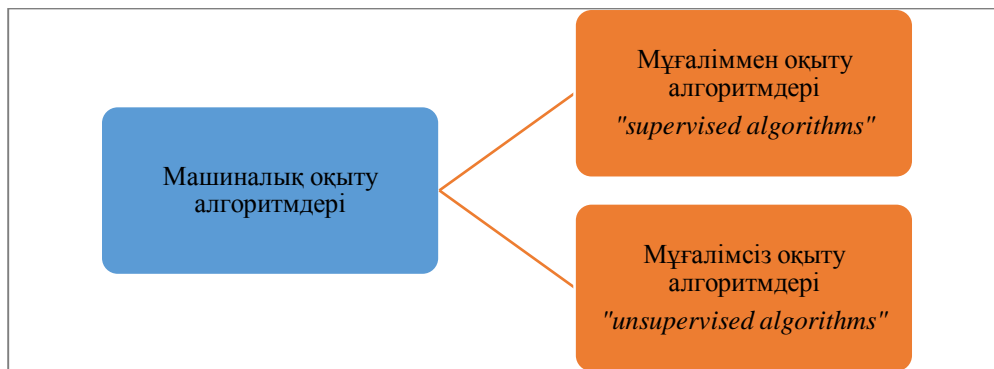 Машиналық оқыту
алгоритмдері
Мұғаліммен оқыту
алгоритмдері
"supervised algorithms"
Мұғалімсіз оқыту
алгоритмдері
"unsupervised algorithms"